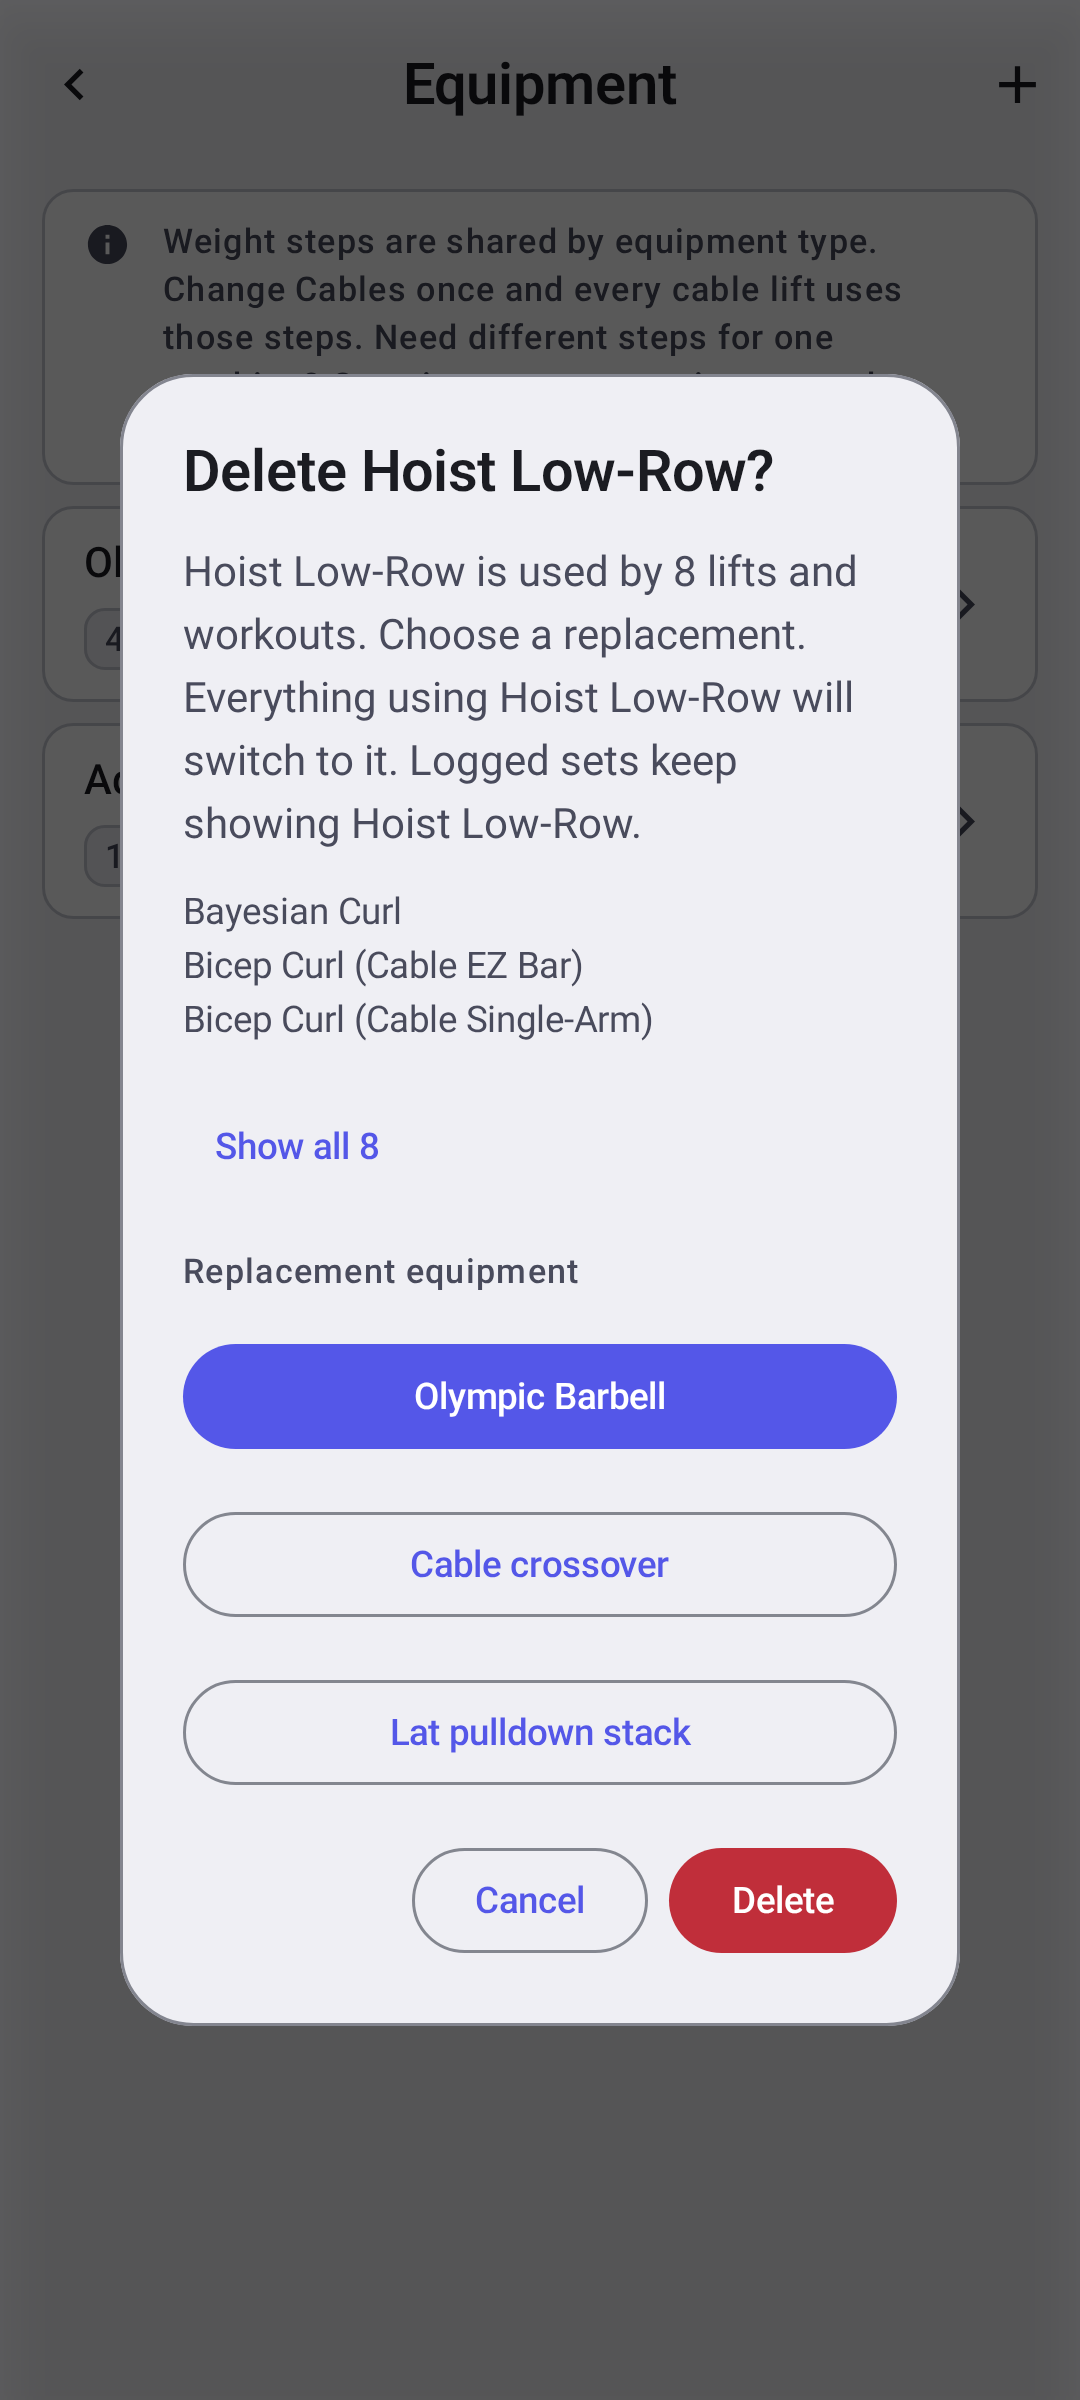 Equipment
Weight steps are shared by equipment type.
Change Cables once and every cable lift uses
those steps. Need different steps for one
Delete Hoist Low-Row?
Hoist Low-Row is used by 8 lifts and
workouts. Choose a replacement.
Everything using Hoist Low-Row will
switch to it. Logged sets keep
showing Hoist Low-Row.
Bayesian Curl
Bicep Curl (Cable EZ Bar)
Bicep Curl (Cable Single-Arm)
Show all 8
Replacement equipment
Olympic Barbell
Cable crossover
Lat pulldown stack
Cancel
Delete